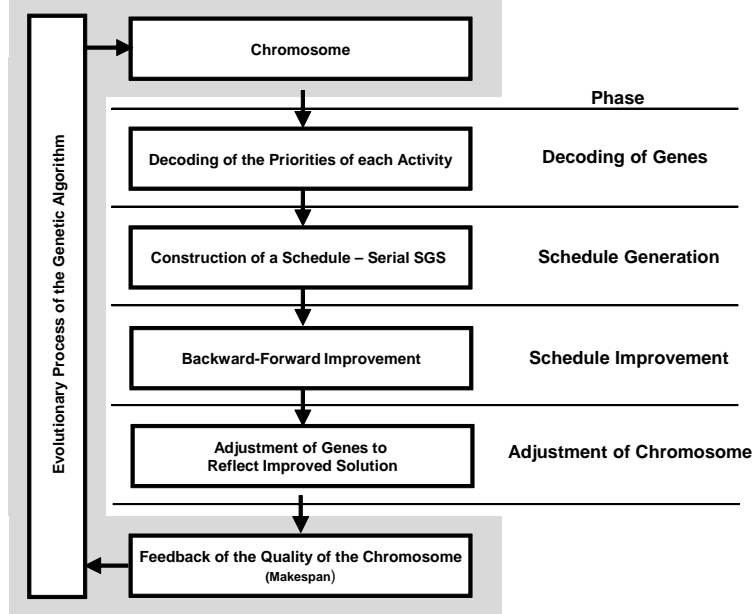 Evolutionary Process of the Genetic Algorithm
Chromosome
Phase
Decoding of the Priorities of each Activity
Decoding of Genes
Construction of a Schedule – Serial SGS
Schedule Generation
Backward-Forward Improvement
Schedule Improvement
Adjustment of Genes to
Reflect Improved Solution
Adjustment of Chromosome
Feedback of the Quality of the Chromosome
(Makespan)